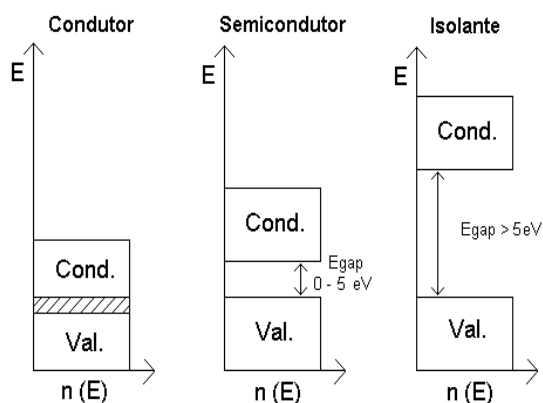 Condutor
E
Cond.
Val.
n (E)
Semicondutor
E
Cond.
Egap
0 - 5 eV
Val.
n (E)
Isolante
E
Cond.
Egap > 5eV
Val.
n (E)